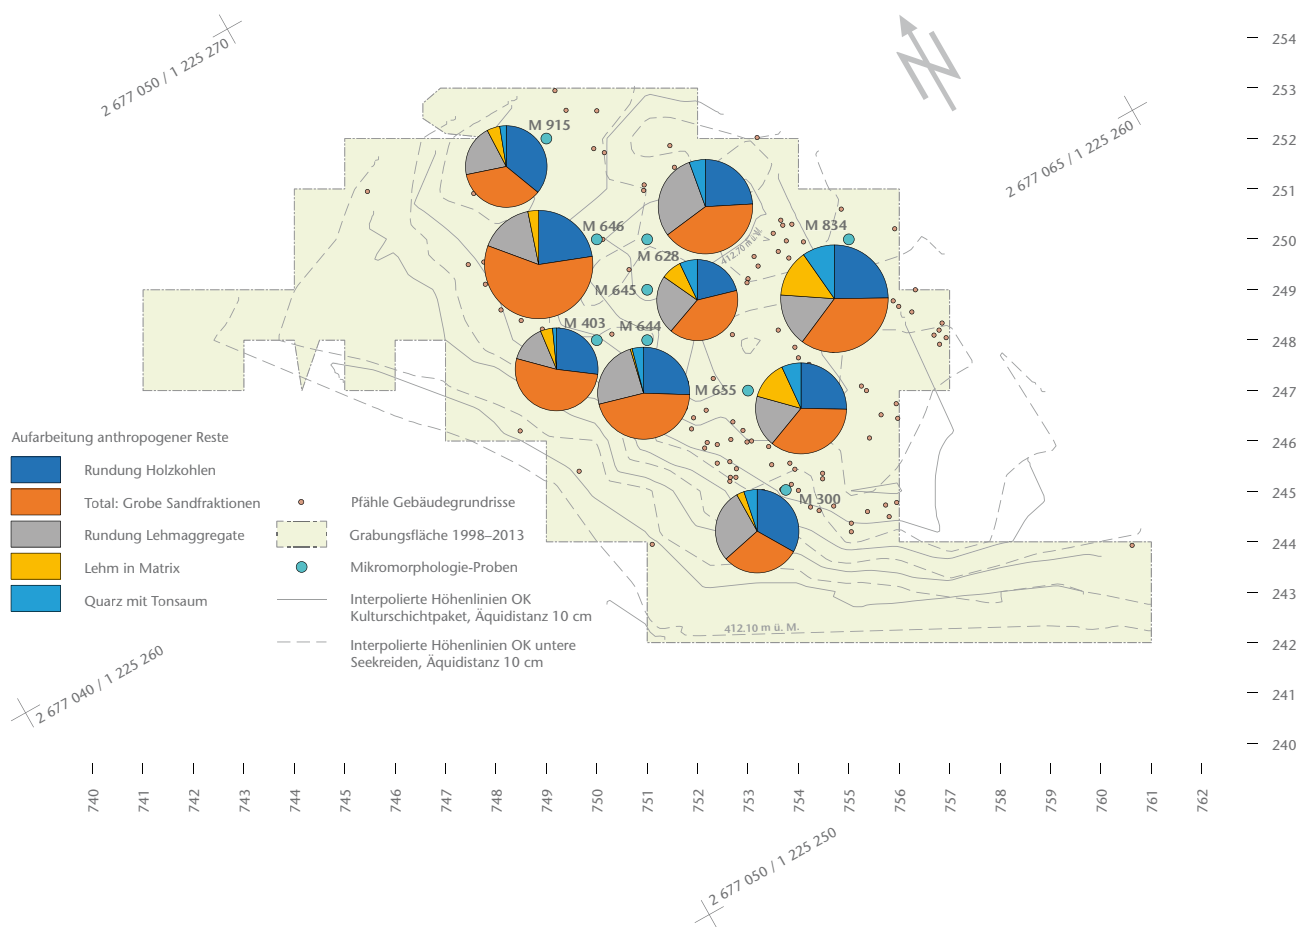 2 677 050 / 1 225 270
2 677 065 / 1 225 260
254
253
252
251
250
249
248
247
246
245
244
243
242
241
240
M 915
M 646
M 628
M 834
412.70 m ü. M.
M 645
M 403
M 644
M 655
M 300
412.10 m ü. M.
Aufarbeitung anthropogener Reste
Rundung Holzkohlen
Total: Grobe Sandfraktionen
Rundung Lehmaggregate
Lehm in Matrix
Quarz mit Tonsaum
Pfähle Gebäudegrundrisse
Grabungsfläche 1998–2013
Mikromorphologie-Proben
Interpolierte Höhenlinien OK
Kulturschichtpaket, Äquidistanz 10 cm
Interpolierte Höhenlinien OK untere
Seekreiden, Äquidistanz 10 cm
2 677 040 / 1 225 260
740 741 742 743 744 745 746 747 748 749 750 751 752 753 754 755 756 757 758 759 760 761 762
2 677 050 / 1 225 250